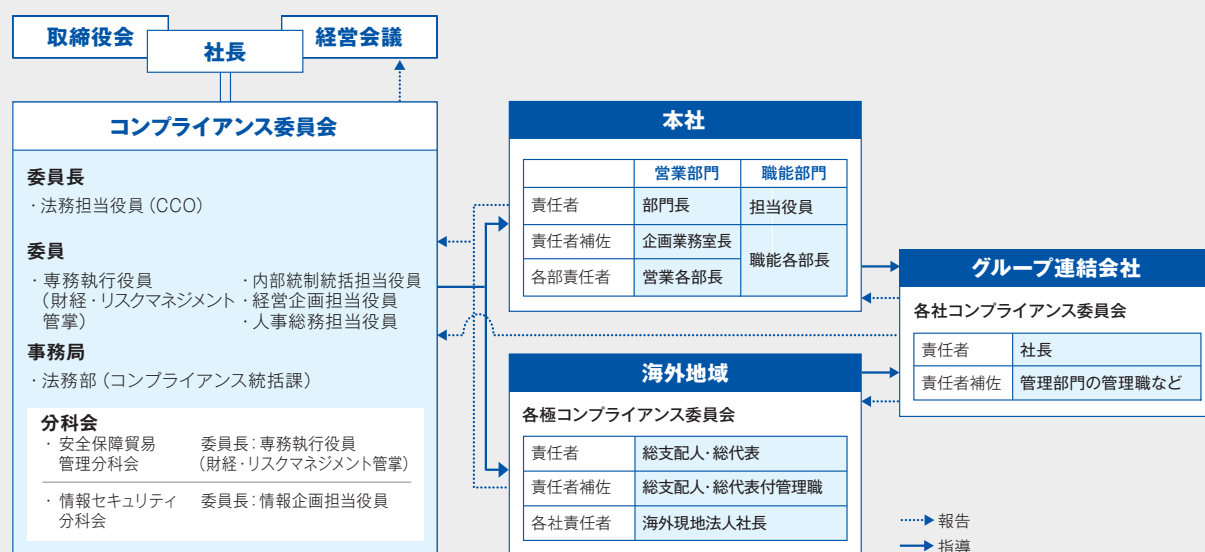 取締役会
社長
経営会議
コンプライアンス委員会
委員長
・法務担当役員（CCO）
委員
・専務執行役員
（財経・リスクマネジメント
管掌）
・内部統制統括担当役員
・経営企画担当役員
・人事総務担当役員
事務局
・法務部（コンプライアンス統括課）
分科会
・安全保障貿易
管理分科会
委員長：専務執行役員
（財経・リスクマネジメント管掌）
・情報セキュリティ
分科会
委員長：情報企画担当役員
本社
営業部門 職能部門
責任者 部門長 担当役員
責任者補佐 企画業務室長 職能各部長
各部責任者 営業各部長
海外地域
各極コンプライアンス委員会
責任者 総支配人・総代表
責任者補佐 総支配人・総代表付管理職
各社責任者 海外現地法人社長
グループ連結会社
各社コンプライアンス委員会
責任者 社長
責任者補佐 管理部門の管理職など
報告
指導